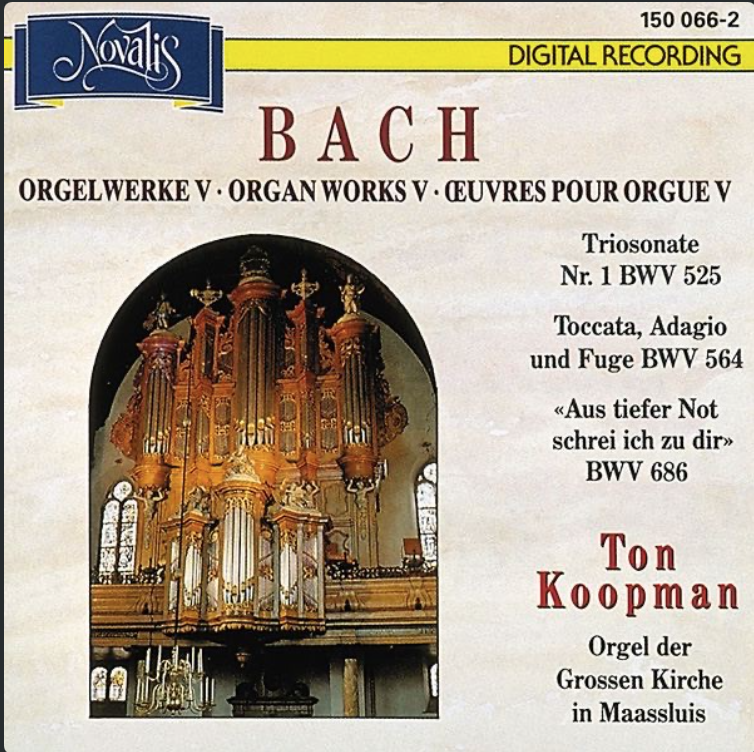 150 066-2
Novalis
DIGITAL RECORDING
BACH
ORGELWERKE V · ORGAN WORKS V · ŒUVRES POUR ORGUE V
Triosonate
Nr. 1 BWV 525
Toccata, Adagio
und Fuge BWV 564
«Aus tiefer Not
schrei ich zu dir»
BWV 686
Ton
Koopman
Orgel der
Grossen Kirche
in Maassluis